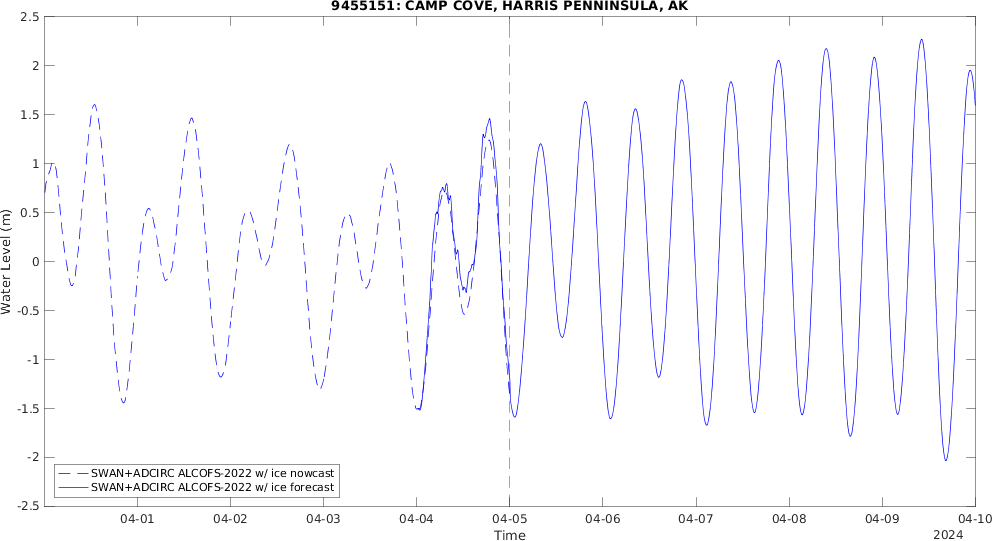 9455151: CAMP COVE, HARRIS PENNINSULA, AK
2.5
2
1.5
1
0.5
0
-0.5
-1
-1.5
-2
-2.5
Water Level (m)
SWAN+ADCIRC ALCOFS-2022 w/ ice nowcast
SWAN+ADCIRC ALCOFS-2022 w/ ice forecast
04-01 04-02 04-03 04-04 04-05 04-06 04-07 04-08 04-09 04-10
Time
2024